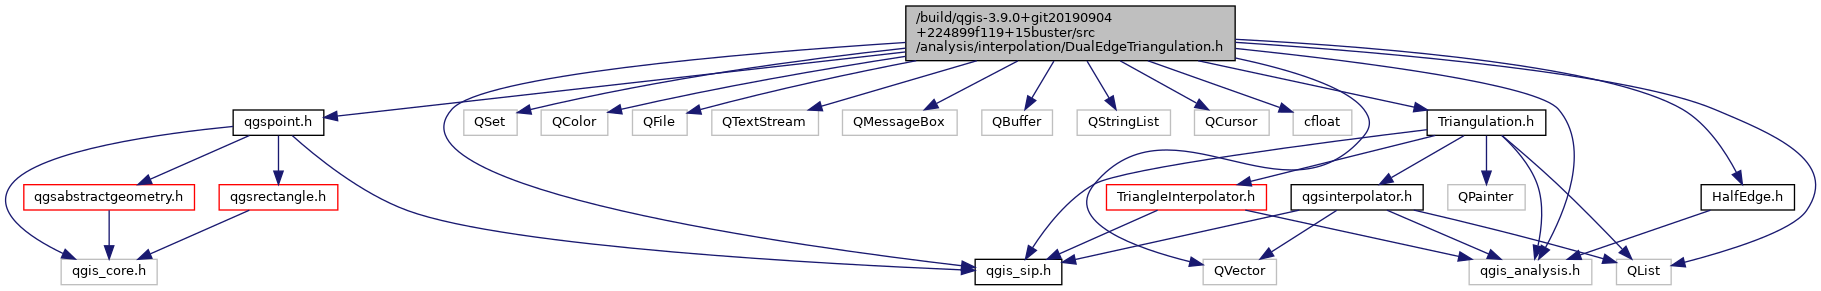 /build/qgis-3.9.0+git20190904
+224899f119+15buster/src
/analysis/interpolation/DualEdgeTriangulation.h
qgspoint.h
QSet
QColor
QFile
QTextStream
QMessageBox
QBuffer
QStringList
QCursor
cfloat
Triangulation.h
qgsabstractgeometry.h
qgsrectangle.h
TriangleInterpolator.h
qgsinterpolator.h
QPainter
HalfEdge.h
qgis_core.h
qgis_sip.h
QVector
qgis_analysis.h
QList